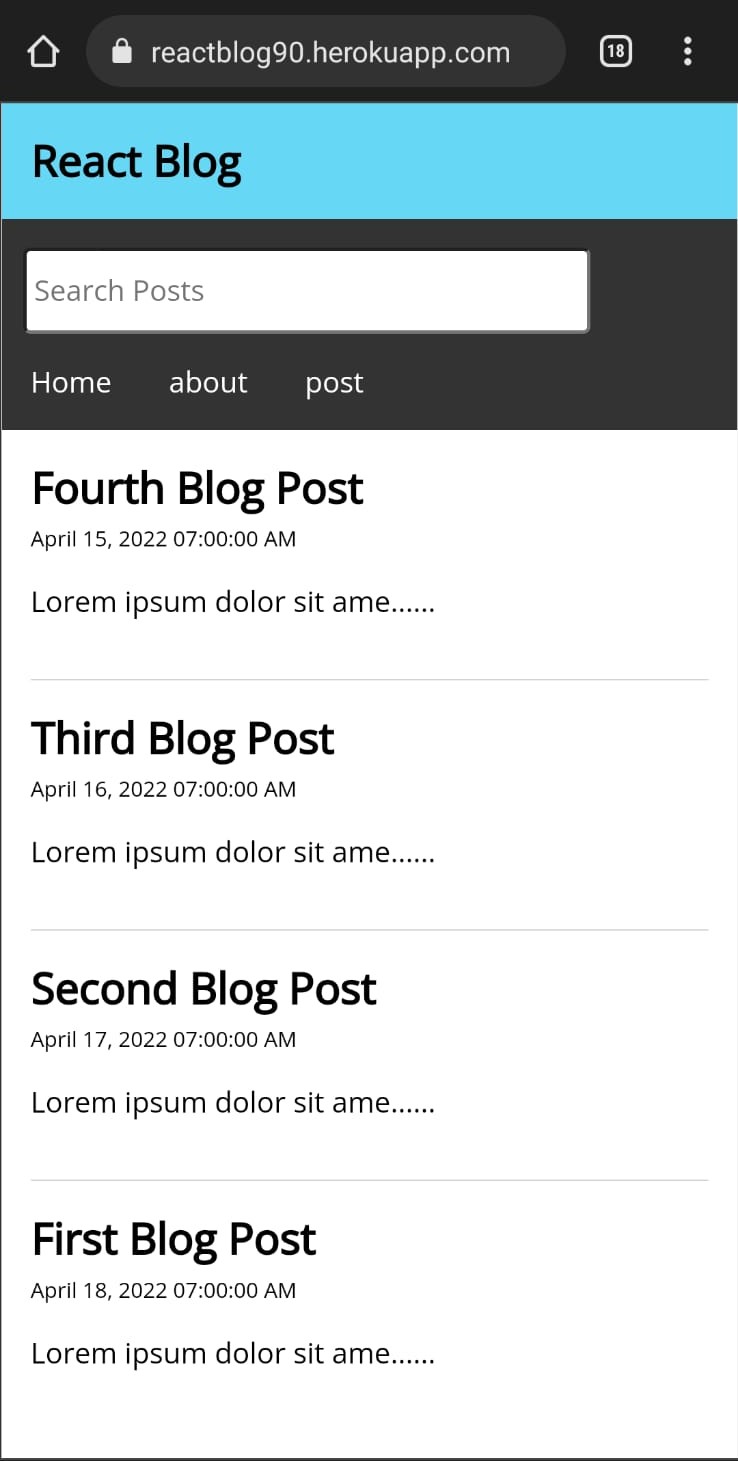 reactblog90.herokuapp.com
18
React Blog
Search Posts
Home about post
Fourth Blog Post
April 15, 2022 07:00:00 AM
Lorem ipsum dolor sit ame......
Third Blog Post
April 16, 2022 07:00:00 AM
Lorem ipsum dolor sit ame......
Second Blog Post
April 17, 2022 07:00:00 AM
Lorem ipsum dolor sit ame......
First Blog Post
April 18, 2022 07:00:00 AM
Lorem ipsum dolor sit ame......